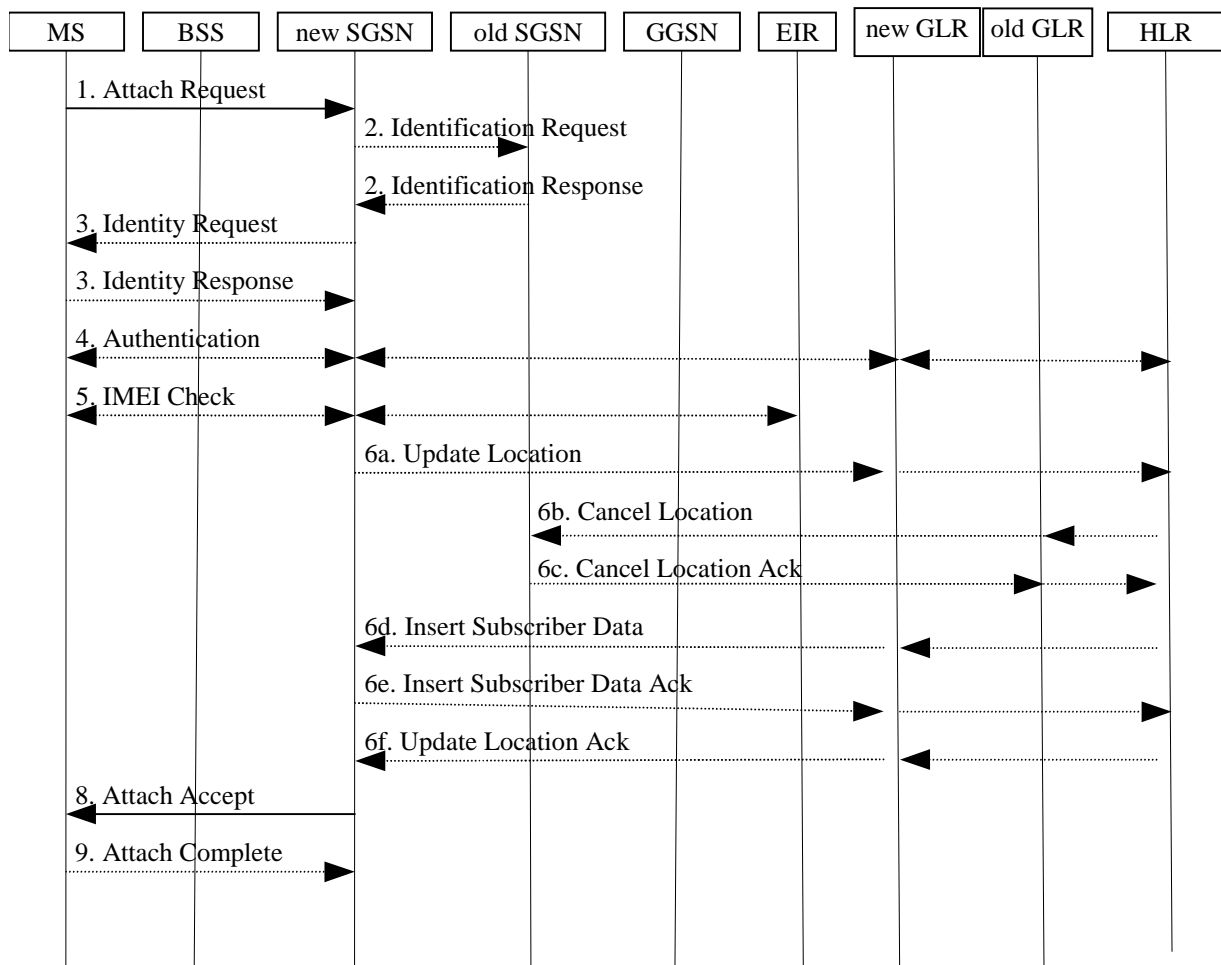 MS BSS new SGSN old SGSN GGSN EIR new GLR old GLR HLR
1. Attach Request
2. Identification Request
2. Identification Response
3. Identity Request
3. Identity Response
4. Authentication
5. IMEI Check
6a. Update Location
6b. Cancel Location
6c. Cancel Location Ack
6d. Insert Subscriber Data
6e. Insert Subscriber Data Ack
6f. Update Location Ack
8. Attach Accept
9. Attach Complete